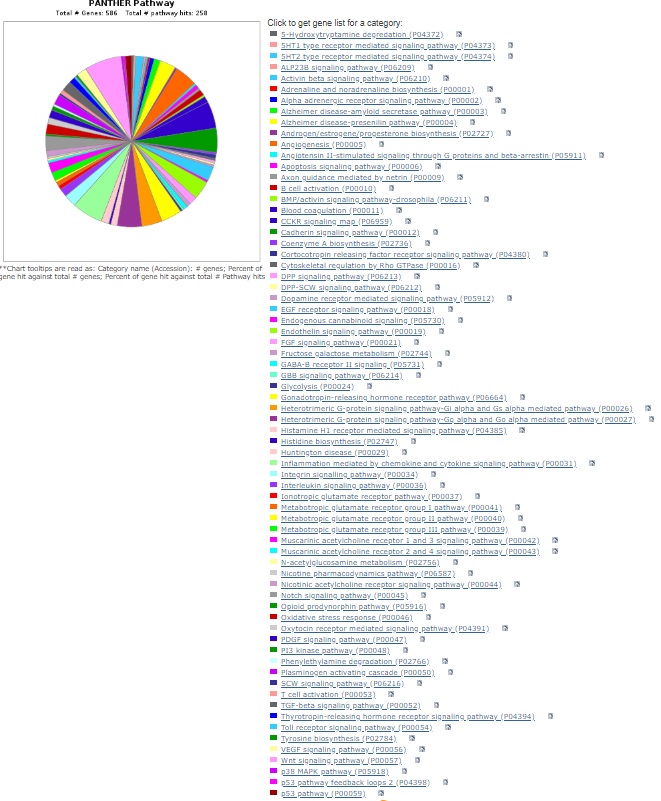 PANTHER Pathway
Total # Genes: 586 Total # pathway hits: 258
Click to get gene list for a category:
5-Hydroxytryptamine degredation (P04372)
5HT1 type receptor mediated signaling pathway (P04373)
5HT2 type receptor mediated signaling pathway (P04374)
ALP23B signaling pathway (P06209)
Activin beta signaling pathway (P06210)
Adrenaline and noradrenaline biosynthesis (P00001)
Alpha adrenergic receptor signaling pathway (P00002)
Alzheimer disease-amyloid secretase pathway (P00003)
Alzheimer disease-presenilin pathway (P00004)
Androgen/estrogene/progesterone biosynthesis (P02727)
Angiogenesis (P00005)
Angiotensin II-stimulated signaling through G proteins and beta-arrestin (P05911)
Apoptosis signaling pathway (P00006)
Axon guidance mediated by netrin (P00009)
B cell activation (P00010)
BMP/activin signaling pathway-drosophila (P06211)
Blood coagulation (P00011)
CCKR signaling map (P06959)
Cadherin signaling pathway (P00012)
Coenzyme A biosynthesis (P02736)
Cortocotropin releasing factor receptor signaling pathway (P04380)
Cytoskeletal regulation by Rho GTPase (P00016)
DPP signaling pathway (P06213)
DPP-SCW signaling pathway (P06212)
Dopamine receptor mediated signaling pathway (P05912)
EGF receptor signaling pathway (P00018)
Endogenous cannabinoid signaling (P05730)
Endothelin signaling pathway (P00019)
FGF signaling pathway (P00021)
Fructose galactose metabolism (P02744)
GABA-B receptor II signaling (P05731)
GBB signaling pathway (P06214)
Glycolysis (P00024)
Gonadotropin-releasing hormone receptor pathway (P06664)
Heterotrimeric G-protein signaling pathway-Gi alpha and Gs alpha mediated pathway (P00026)
Heterotrimeric G-protein signaling pathway-Gq alpha and Go alpha mediated pathway (P00027)
Histamine H1 receptor mediated signaling pathway (P04385)
Histidine biosynthesis (P02747)
Huntington disease (P00029)
Inflammation mediated by chemokine and cytokine signaling pathway (P00031)
Integrin signalling pathway (P00034)
Interleukin signaling pathway (P00036)
Ionotropic glutamate receptor pathway (P00037)
Metabotropic glutamate receptor group I pathway (P00041)
Metabotropic glutamate receptor group II pathway (P00040)
Metabotropic glutamate receptor group III pathway (P00039)
Muscarinic acetylcholine receptor 1 and 3 signaling pathway (P00042)
Muscarinic acetylcholine receptor 2 and 4 signaling pathway (P00043)
N-acetylglucosamine metabolism (P02756)
Nicotine pharmacodynamics pathway (P06587)
Nicotinic acetylcholine receptor signaling pathway (P00044)
Notch signaling pathway (P00045)
Opioid prodynorphin pathway (P05916)
Oxidative stress response (P00046)
Oxytocin receptor mediated signaling pathway (P04391)
PDGF signaling pathway (P00047)
PI3 kinase pathway (P00048)
Phenylethylamine degradation (P02766)
Plasminogen activating cascade (P00050)
SCW signaling pathway (P06216)
T cell activation (P00053)
TGF-beta signaling pathway (P00052)
Thyrotropin-releasing hormone receptor signaling pathway (P04394)
Toll receptor signaling pathway (P00054)
Tyrosine biosynthesis (P02784)
VEGF signaling pathway (P00056)
Wnt signaling pathway (P00057)
p38 MAPK pathway (P05918)
p53 pathway feedback loops 2 (P04398)
p53 pathway (P00059)
**Chart tooltips are read as: Category name (Accession): # genes; Percent of
gene hit against total # genes; Percent of gene hit against total # Pathway hits